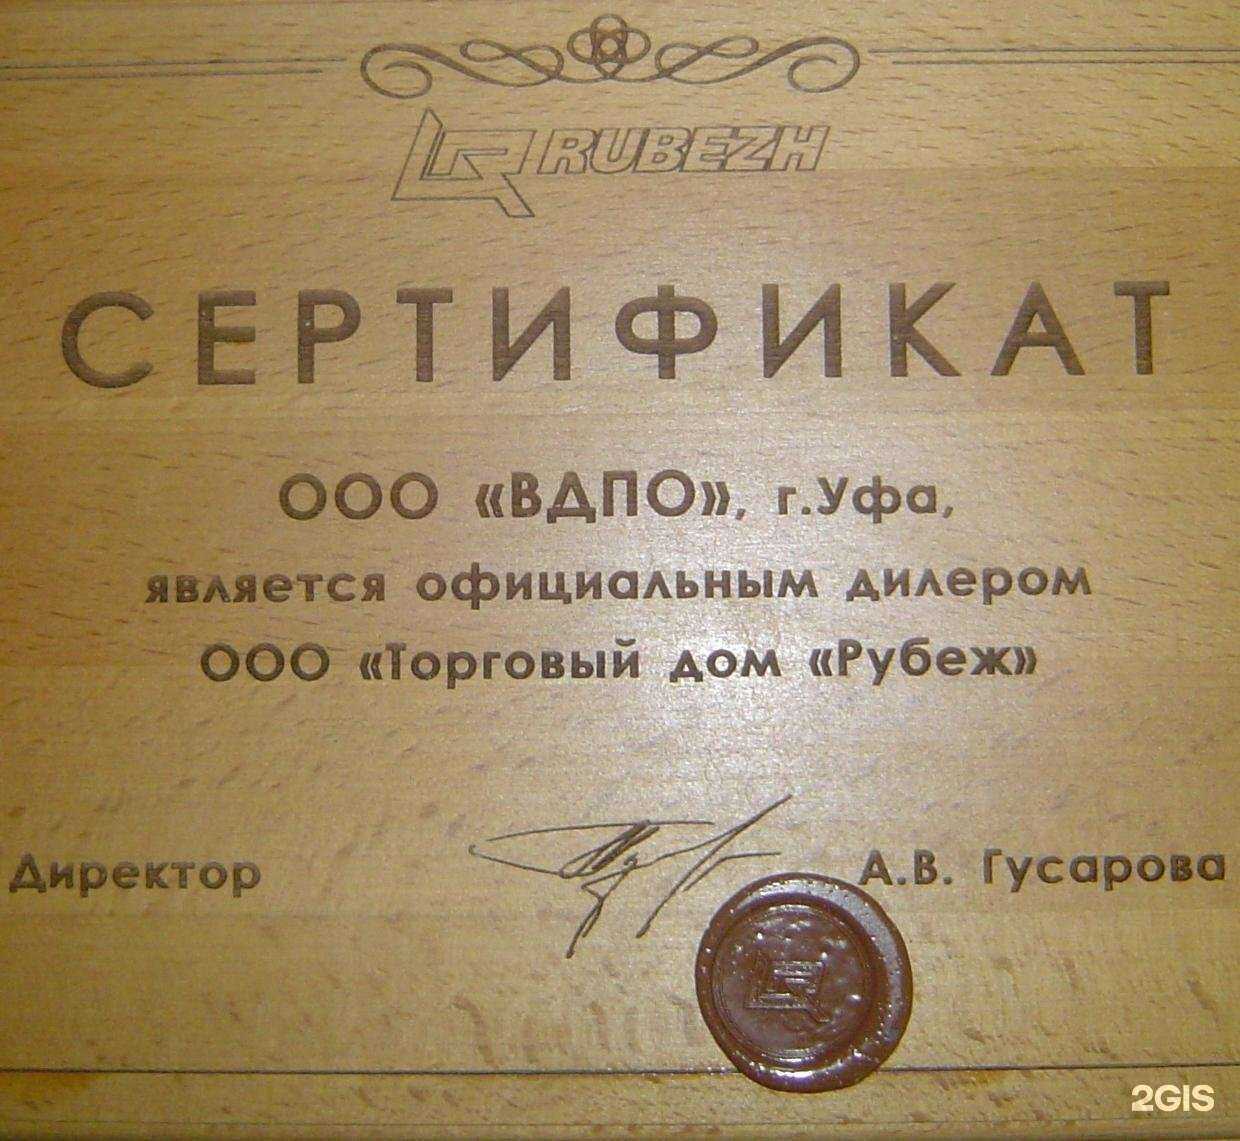 RUBEZH
СЕРТИФИКАТ
ООО «ВДПО», г.Уфа,
является официальным дилером
ООО «Торговый дом «Рубеж»
Директор А.В. Гусарова
2GIS